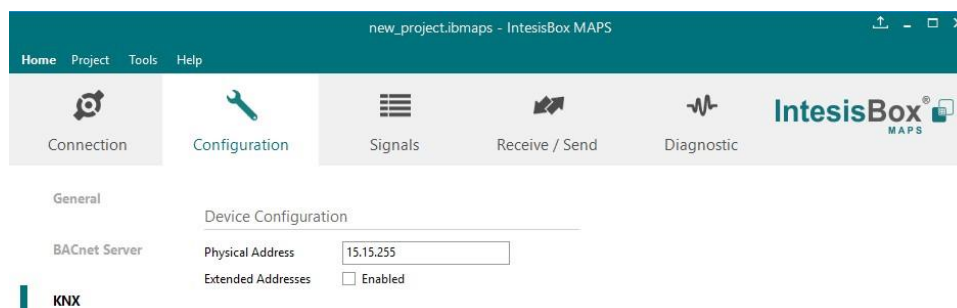 new_project.ibmaps - IntesisBox MAPS
Home Project Tools Help
Connection Configuration Signals Receive / Send Diagnostic IntesisBox® MAPS
General
Device Configuration
BACnet Server
Physical Address 15.15.255
Extended Addresses Enabled
KNX